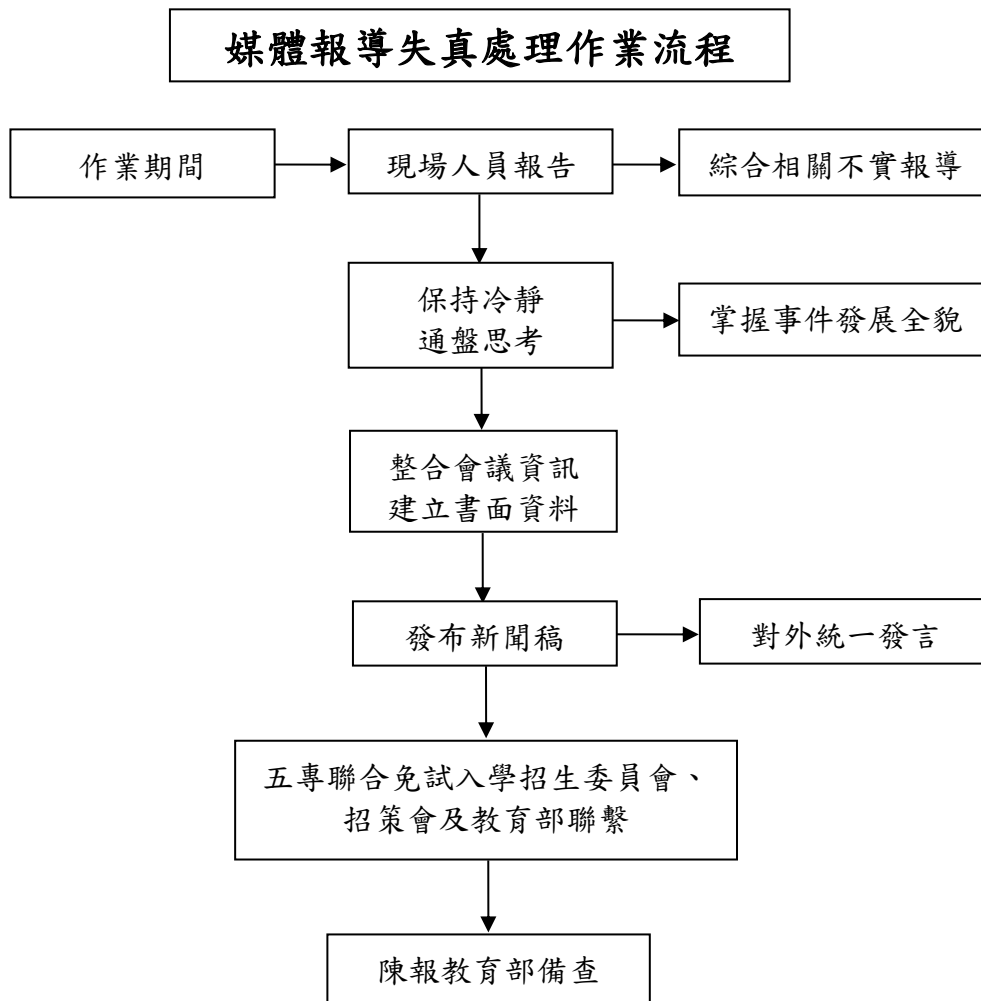 媒體報導失真處理作業流程
作業期間
現場人員報告
綜合相關不實報導
保持冷靜
通盤思考
掌握事件發展全貌
整合會議資訊
建立書面資料
發布新聞稿
對外統一發言
五專聯合免試入學招生委員會、
招策會及教育部聯繫
陳報教育部備查